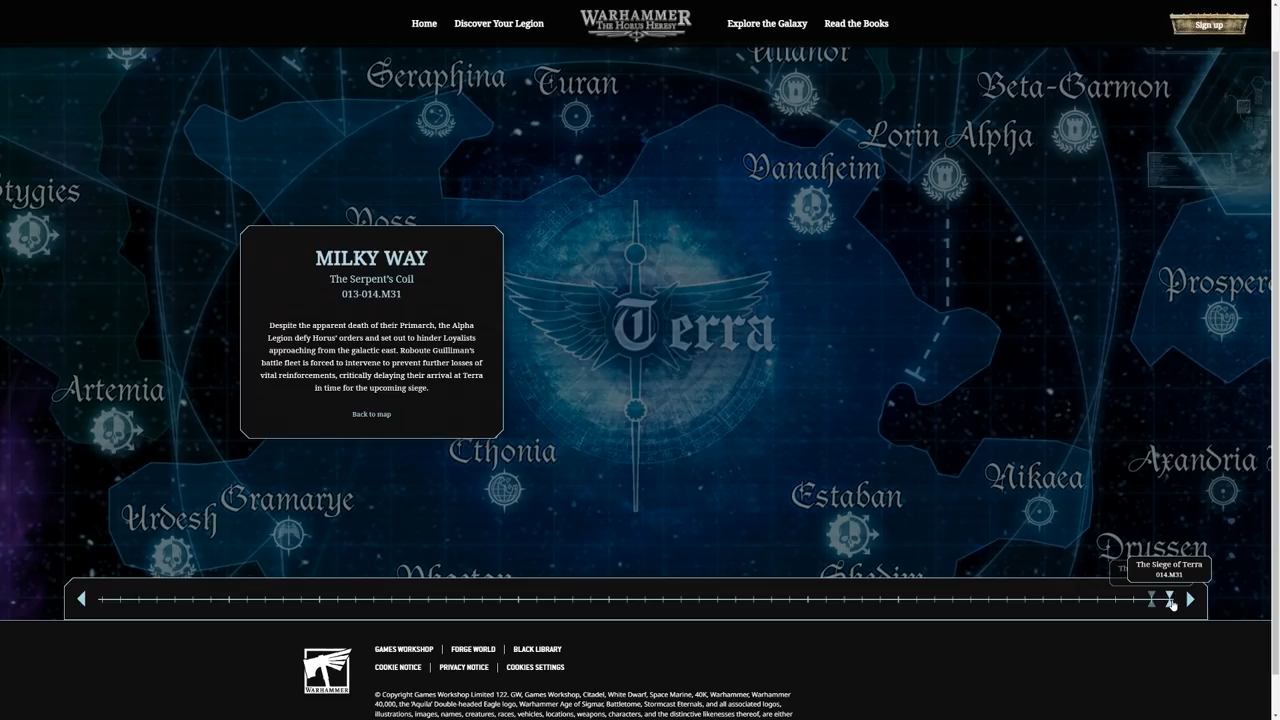 Home
Discover Your Legion
WARHAMMER
THE HORUS HERESY
Explore the Galaxy
Read the Books
Sign up
Ullanor
Seraphina
Turan
Beta-Garmon
Lorin Alpha
Vanaheim
Stygies
Voss
MILKY WAY
The Serpent's Coil
013-014.M31
Despite the apparent death of their Primarch, the Alpha
Legion defy Horus' orders and set out to hinder Loyalists
approaching from the galactic east. Roboute Guilliman's
battle fleet is forced to intervene to prevent further losses of
vital reinforcements, critically delaying their arrival at Terra
in time for the upcoming siege.
Back to map
Terra
Prospero
Artemia
Cthonia
Axandria
Nikaea
Estaban
Gramarye
Urdesh
Drussen
The Siege of Terra
014.M31
GAMES WORKSHOP
FORGE WORLD
BLACK LIBRARY
COOKIE NOTICE
PRIVACY NOTICE
COOKIES SETTINGS
WARHAMMER
© Copyright Games Workshop Limited 122. GW, Games Workshop, Citadel, White Dwarf, Space Marine, 40K, Warhammer, Warhammer
40,000, the 'Aquila' Double-headed Eagle logo, Warhammer Age of Sigmar, Battletome, Stormcast Eternals, and all associated logos,
illustrations, images, names, creatures, races, vehicles, locations, weapons, characters, and the distinctive likenesses thereof, are either